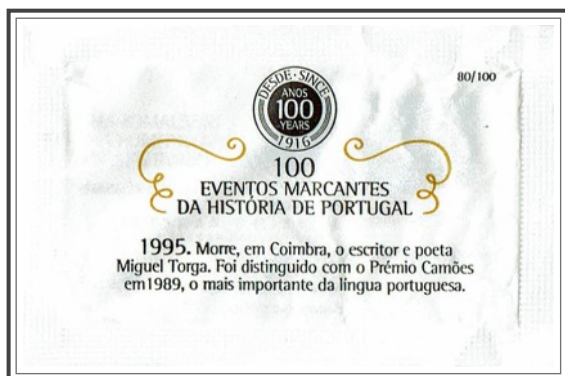 80/100
DESDE · SINCE
ANOS
100
YEARS
1916
100
EVENTOS MARCANTES
DA HISTÓRIA DE PORTUGAL
1995. Morre, em Coimbra, o escritor e poeta
Miguel Torga. Foi distinguido com o Prémio Camões
em1989, o mais importante da língua portuguesa.